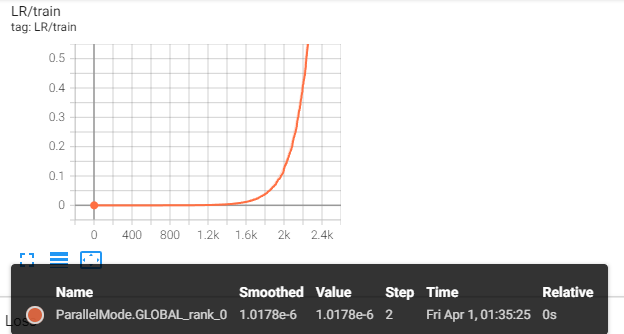 LR/train
tag: LR/train
0.5
0.4
0.3
0.2
0.1
0
0 400 800 1.2k 1.6k 2k 2.4k
Name Smoothed Value Step Time Relative
ParallelMode.GLOBAL_rank_0 1.0178e-6 1.0178e-6 2 Fri Apr 1, 01:35:25 0s